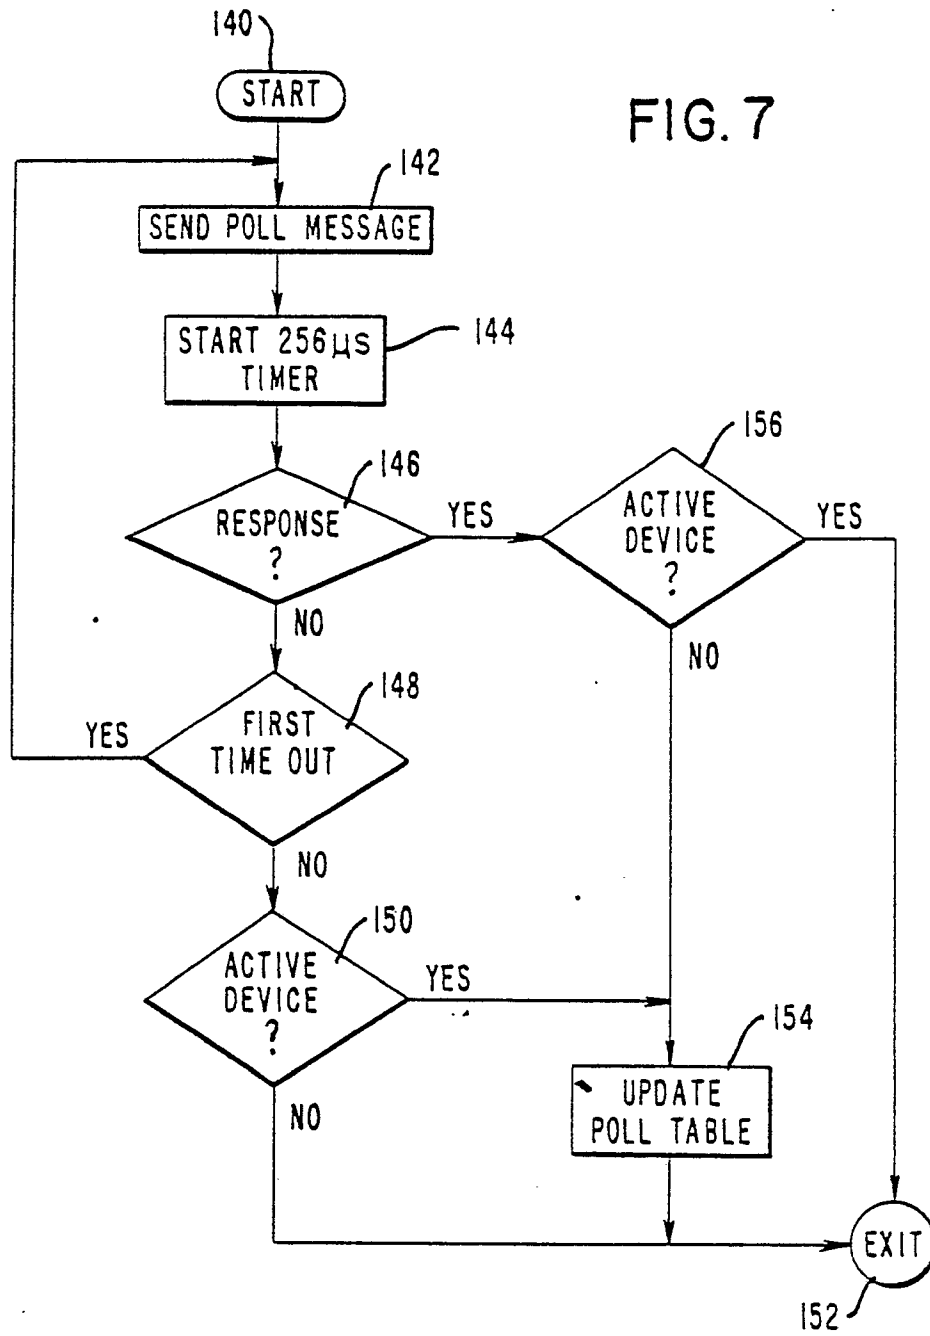 140
START
FIG. 7
142
SEND POLL MESSAGE
START 256μs
TIMER
144
146
RESPONSE
?
YES
NO
156
ACTIVE
DEVICE
?
YES
NO
148
FIRST
TIME OUT
YES
NO
150
ACTIVE
DEVICE
?
YES
NO
154
UPDATE
POLL TABLE
EXIT
152